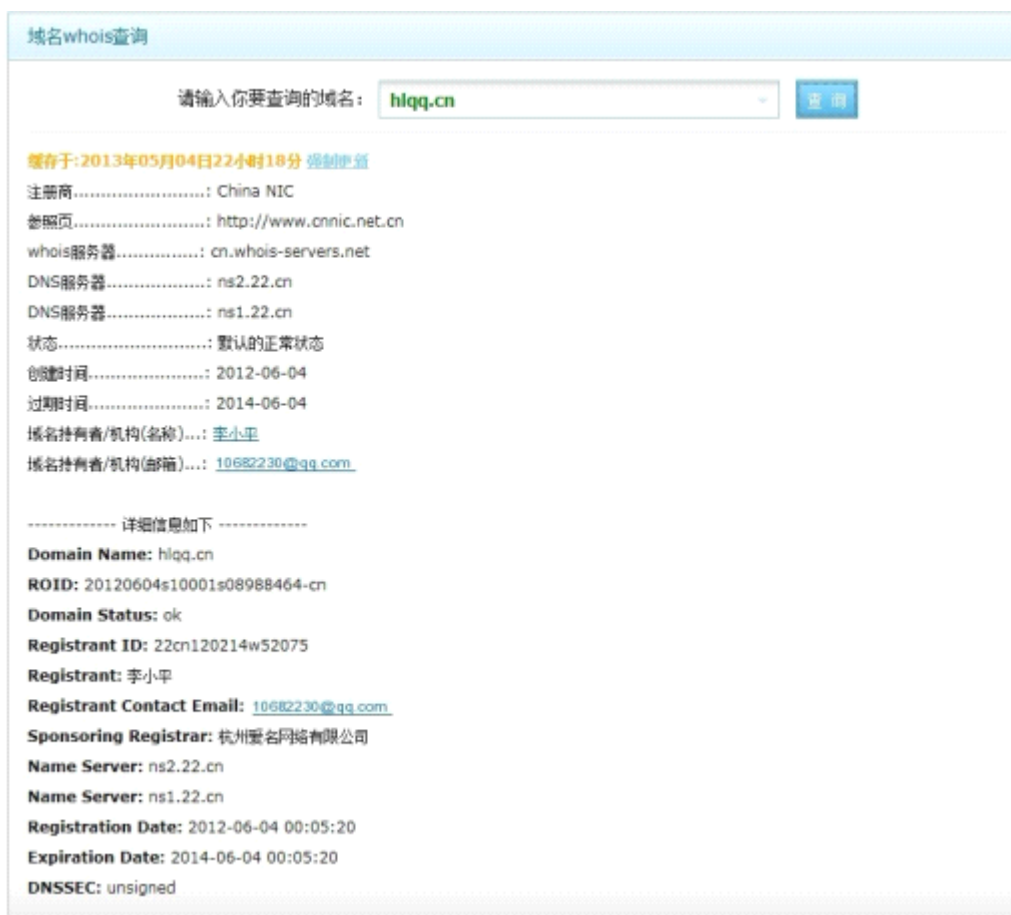 域名whois查询
请输入你要查询的域名： hlqq.cn 查 询
缓存于:2013年05月04日22小时18分 强制更新
注册商........................: China NIC
参照页........................: http://www.cnnic.net.cn
whois服务器...............: cn.whois-servers.net
DNS服务器..................: ns2.22.cn
DNS服务器..................: ns1.22.cn
状态...........................: 默认的正常状态
创建时间.....................: 2012-06-04
过期时间.....................: 2014-06-04
域名持有者/机构(名称)...: 李小平
域名持有者/机构(邮箱)...: 10682230@qq.com
------------- 详细信息如下 -------------
Domain Name: hlqq.cn
ROID: 20120604s10001s08988464-cn
Domain Status: ok
Registrant ID: 22cn120214w52075
Registrant: 李小平
Registrant Contact Email: 10682230@qq.com
Sponsoring Registrar: 杭州爱名网络有限公司
Name Server: ns2.22.cn
Name Server: ns1.22.cn
Registration Date: 2012-06-04 00:05:20
Expiration Date: 2014-06-04 00:05:20
DNSSEC: unsigned